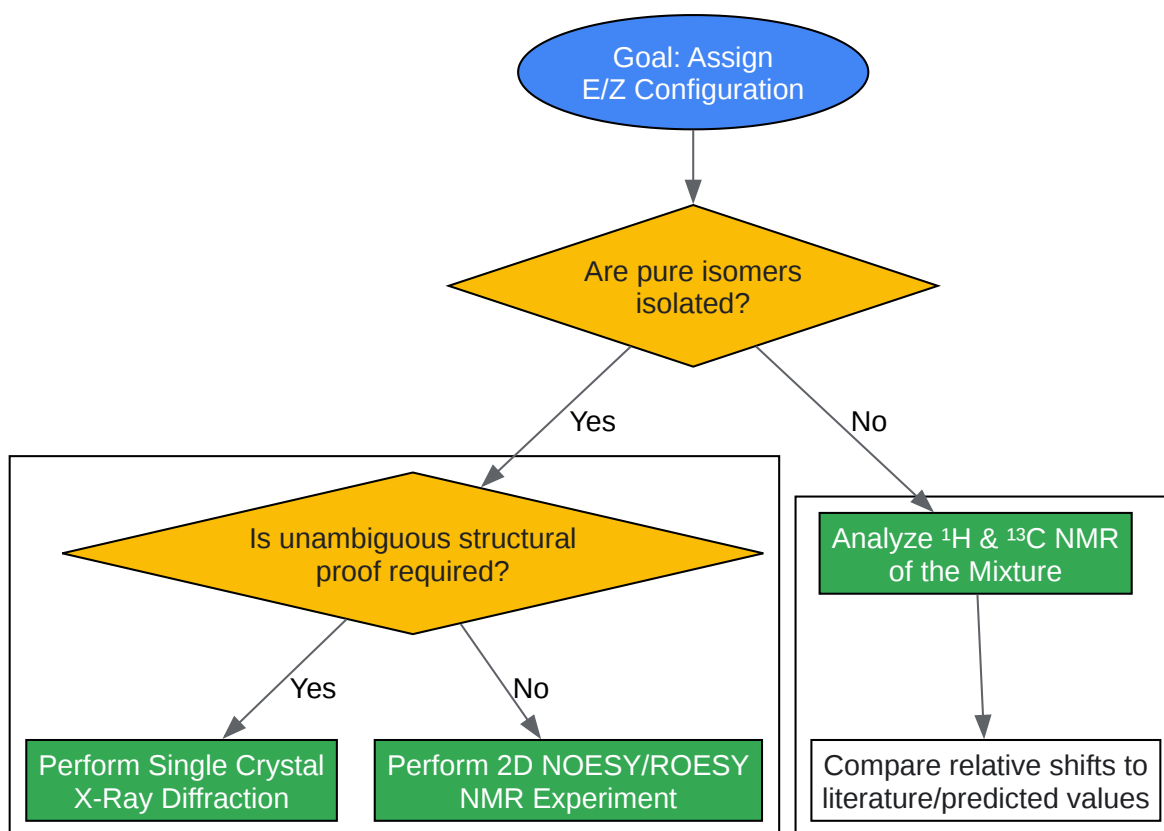 Goal: Assign
E/Z Configuration
Are pure isomers
isolated?
Yes
No
Is unambiguous structural
proof required?
Analyze ¹H & ¹³C NMR
of the Mixture
Yes
No
Perform Single Crystal
X-Ray Diffraction
Perform 2D NOESY/ROESY
NMR Experiment
Compare relative shifts to
literature/predicted values